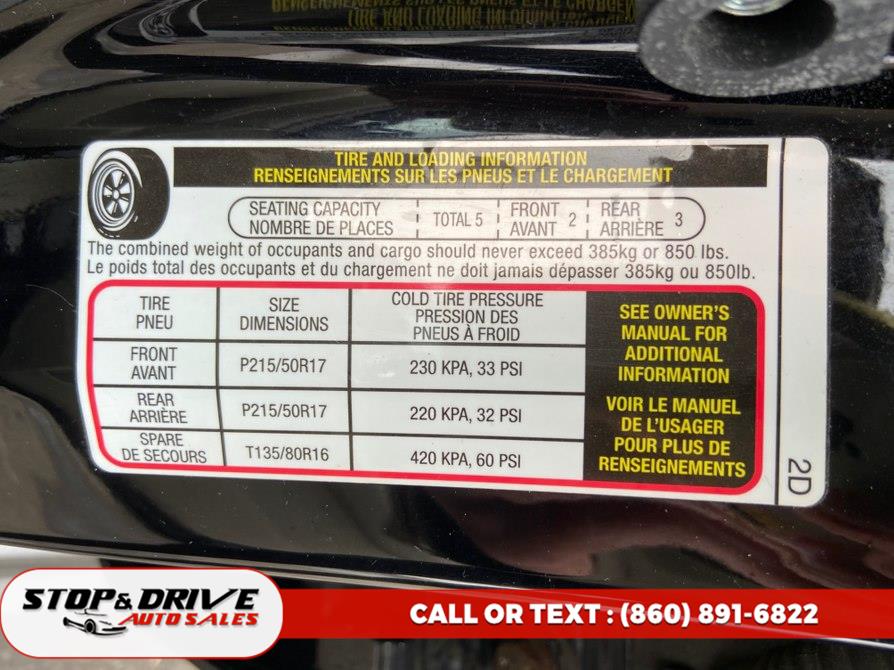 TIRE AND LOADING INFORMATION
RENSEIGNEMENTS SUR LES PNEUS ET LE CHARGEMENT
SEATING CAPACITY
NOMBRE DE PLACES
TOTAL 5
FRONT
AVANT 2
REAR
ARRIÈRE 3
The combined weight of occupants and cargo should never exceed 385kg or 850 lbs.
Le poids total des occupants et du chargement ne doit jamais dépasser 385kg ou 850lb.
TIRE
PNEU
SIZE
DIMENSIONS
COLD TIRE PRESSURE
PRESSION DES
PNEUS À FROID
FRONT
AVANT
P215/50R17
230 KPA, 33 PSI
REAR
ARRIÈRE
P215/50R17
220 KPA, 32 PSI
SPARE
DE SECOURS
T135/80R16
420 KPA, 60 PSI
SEE OWNER'S
MANUAL FOR
ADDITIONAL
INFORMATION
VOIR LE MANUEL
DE L'USAGER
POUR PLUS DE
RENSEIGNEMENTS
2D
STOP & DRIVE
AUTO SALES
CALL OR TEXT : (860) 891-6822